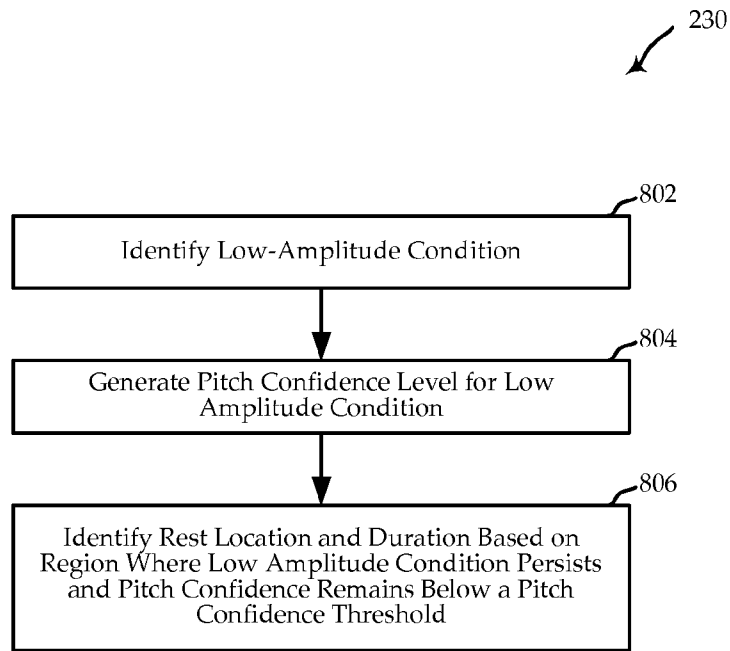 230
802
Identify Low-Amplitude Condition
804
Generate Pitch Confidence Level for Low
Amplitude Condition
806
Identify Rest Location and Duration Based on
Region Where Low Amplitude Condition Persists
and Pitch Confidence Remains Below a Pitch
Confidence Threshold